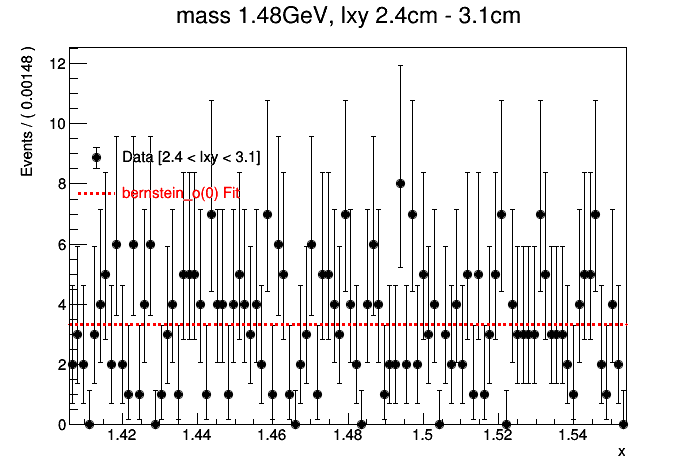 mass 1.48GeV, lxy 2.4cm - 3.1cm
Events / ( 0.00148 )
12
10
8
6
4
2
0
Data [2.4 < lxy < 3.1]
bernstein_o(0) Fit
1.42 1.44 1.46 1.48 1.5 1.52 1.54
x